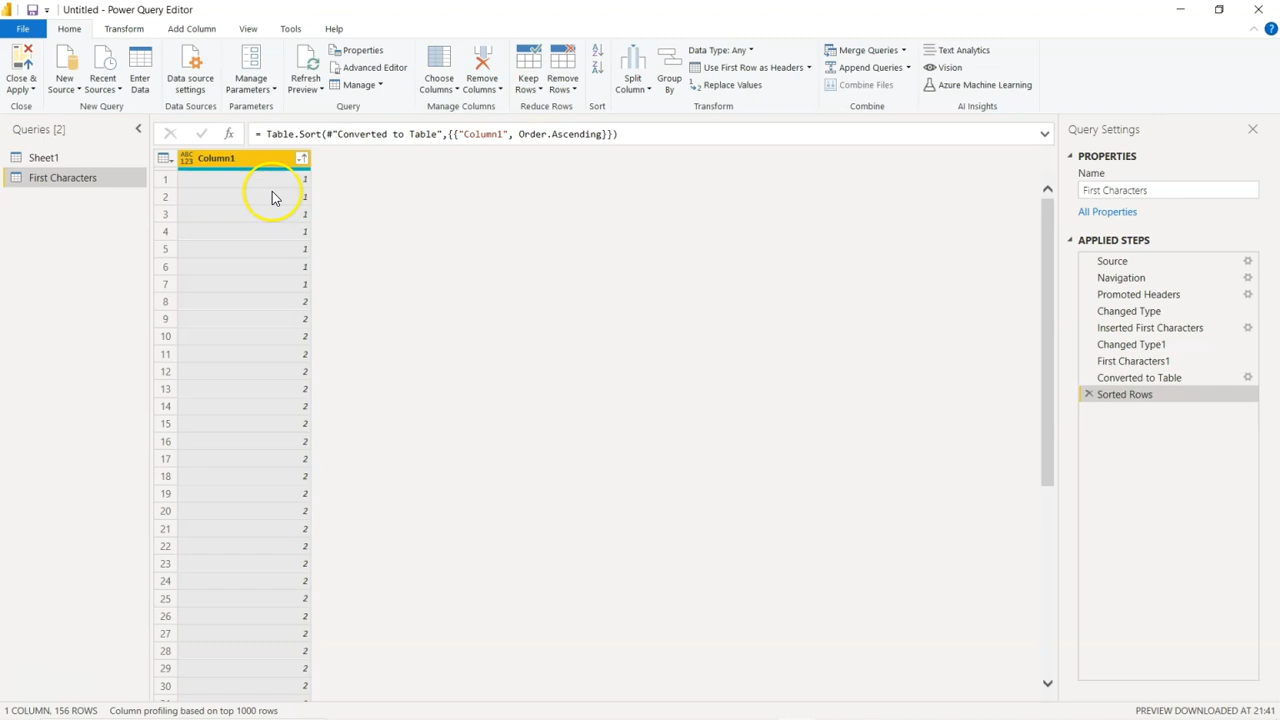 Untitled - Power Query Editor
File Home Transform Add Column View Tools Help
Close & Apply
New Source
Recent Sources
Enter Data
Data source settings
Manage Parameters
Refresh Preview
Properties
Advanced Editor
Manage
Choose Columns
Remove Columns
Keep Rows
Remove Rows
Split Column
Group By
Data Type: Any
Use First Row as Headers
Replace Values
Merge Queries
Append Queries
Combine Files
Text Analytics
Vision
Azure Machine Learning
Close New Query Data Sources Parameters Query Manage Columns Reduce Rows Sort Transform Combine AI Insights
Queries [2]
Sheet1
First Characters
= Table.Sort(#"Converted to Table",{{"Column1", Order.Ascending}})
ABC 123 Column1
1 1
2 1
3 1
4 1
5 1
6 1
7 1
8 2
9 2
10 2
11 2
12 2
13 2
14 2
15 2
16 2
17 2
18 2
19 2
20 2
21 2
22 2
23 2
24 2
25 2
26 2
27 2
28 2
29 2
30 2
Query Settings
PROPERTIES
Name
First Characters
All Properties
APPLIED STEPS
Source
Navigation
Promoted Headers
Changed Type
Inserted First Characters
Changed Type1
First Characters1
Converted to Table
Sorted Rows
1 COLUMN, 156 ROWS Column profiling based on top 1000 rows
PREVIEW DOWNLOADED AT 21:41